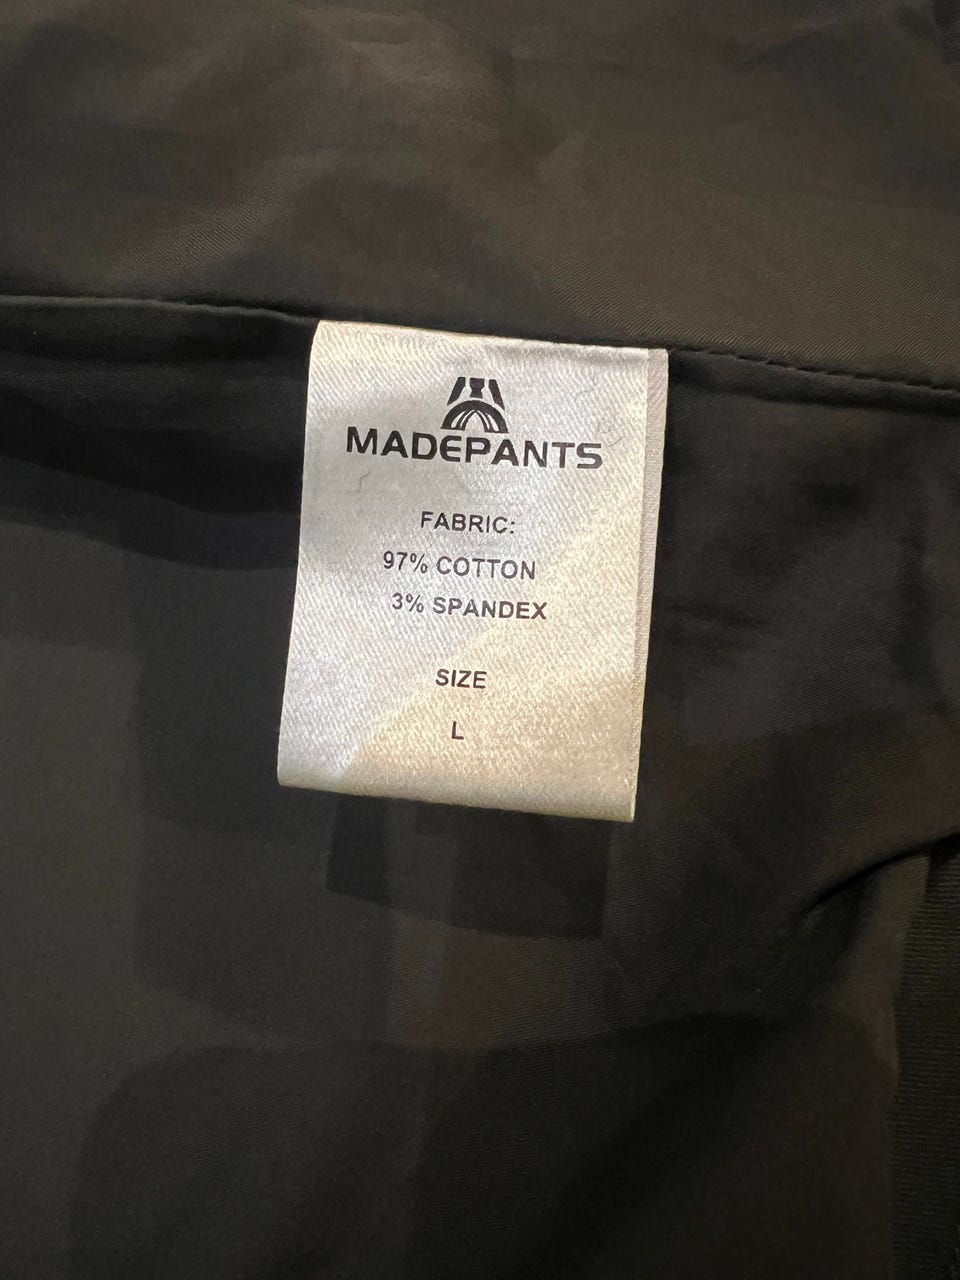 MADEPANTS
FABRIC:
97% COTTON
3% SPANDEX
SIZE
L